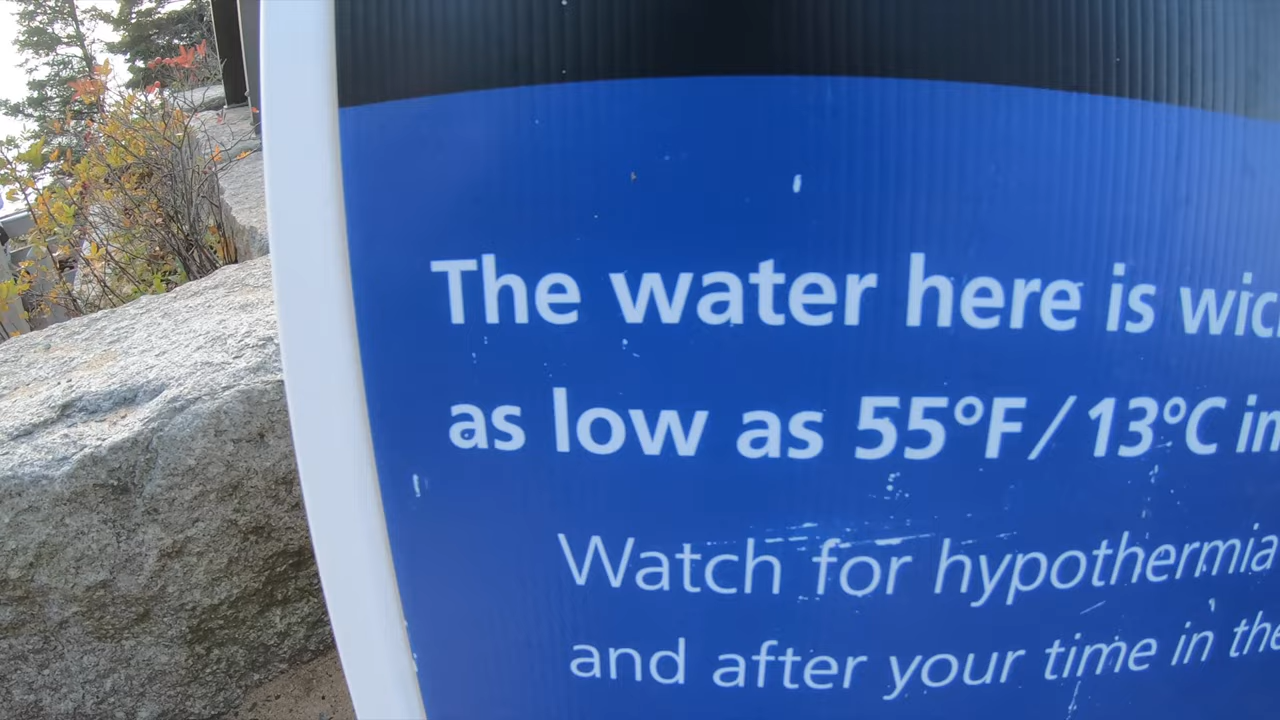 The water here is wic
as low as 55°F / 13°C in
Watch for hypothermia
and after your time in the